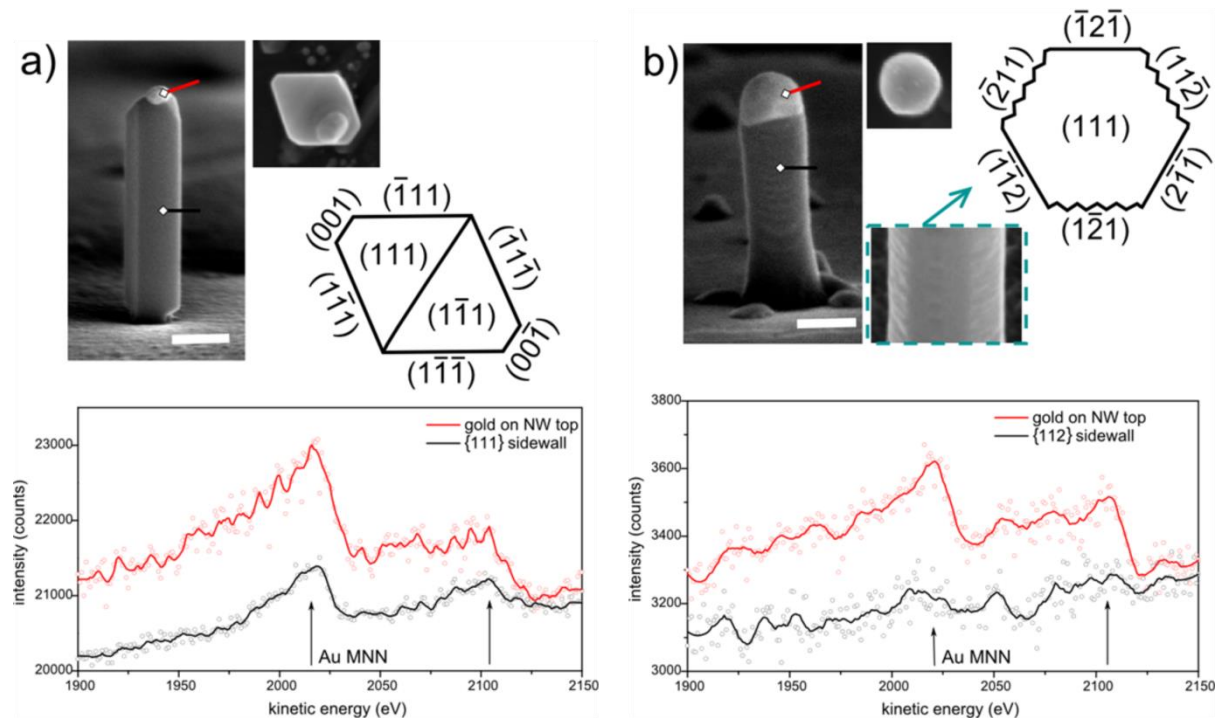 a)
(1̄11)
(001)
(111)
(1̄11̄)
(11̄1)
(11̄1)
(001̄)
(11̄1̄)
gold on NW top
{111} sidewall
intensity (counts)
23000
22000
21000
20000
Au MNN
1900 1950 2000 2050 2100 2150
kinetic energy (eV)
b)
(1̄21̄)
(2̄11)
(112̄)
(111)
(1̄1̄2)
(21̄1̄)
(12̄1)
gold on NW top
{112} sidewall
intensity (counts)
3800
3600
3400
3200
3000
Au MNN
1900 1950 2000 2050 2100 2150
kinetic energy (eV)